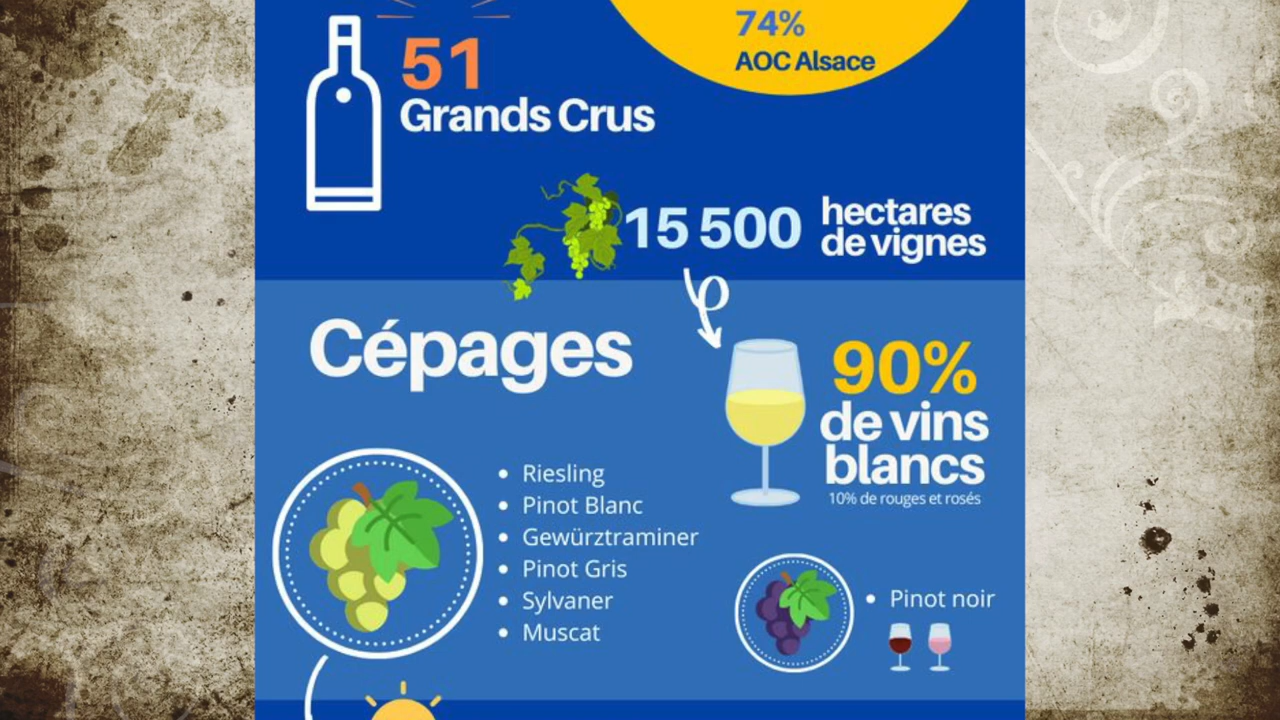 74%
AOC Alsace
51
Grands Crus
15 500
hectares
de vignes
Cépages
90%
de vins
blancs
10% de rouges et rosés
Riesling
Pinot Blanc
Gewürztraminer
Pinot Gris
Sylvaner
Muscat
Pinot noir